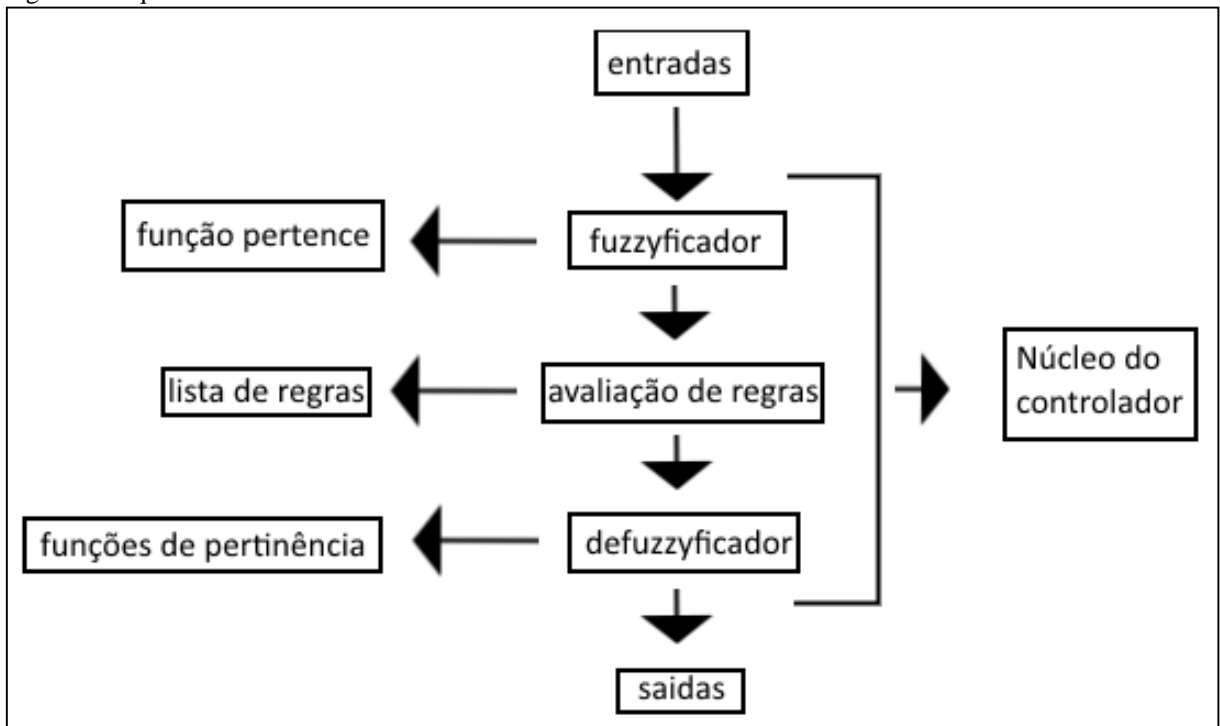 entradas
função pertence
fuzzyficador
lista de regras
avaliação de regras
Núcleo do
controlador
funções de pertinência
defuzzyficador
saidas